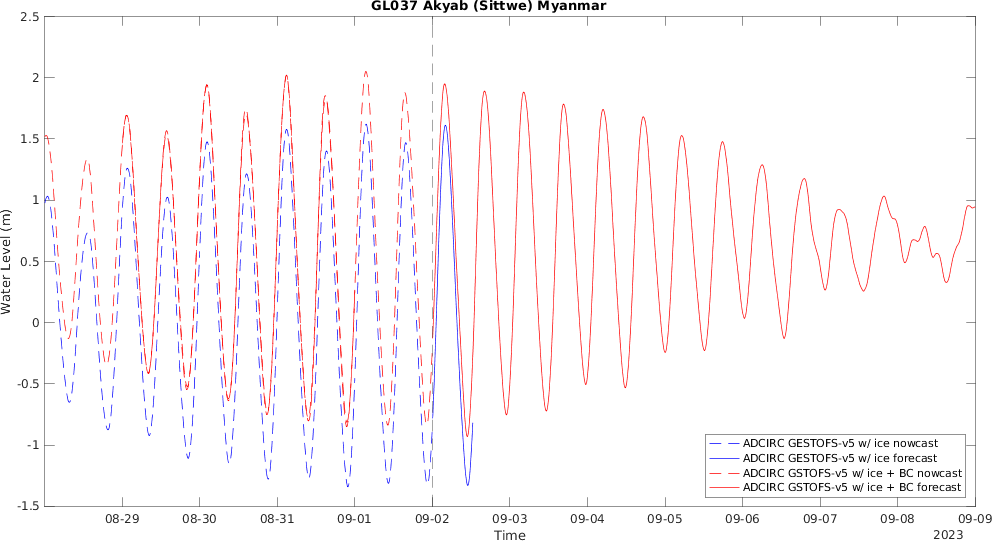 GL037 Akyab (Sittwe) Myanmar
2.5
2
1.5
1
0.5
0
-0.5
-1
-1.5
Water Level (m)
ADCIRC GESTOFS-v5 w/ ice nowcast
ADCIRC GESTOFS-v5 w/ ice forecast
ADCIRC GSTOFS-v5 w/ ice + BC nowcast
ADCIRC GSTOFS-v5 w/ ice + BC forecast
08-29 08-30 08-31 09-01 09-02 09-03 09-04 09-05 09-06 09-07 09-08 09-09
Time
2023